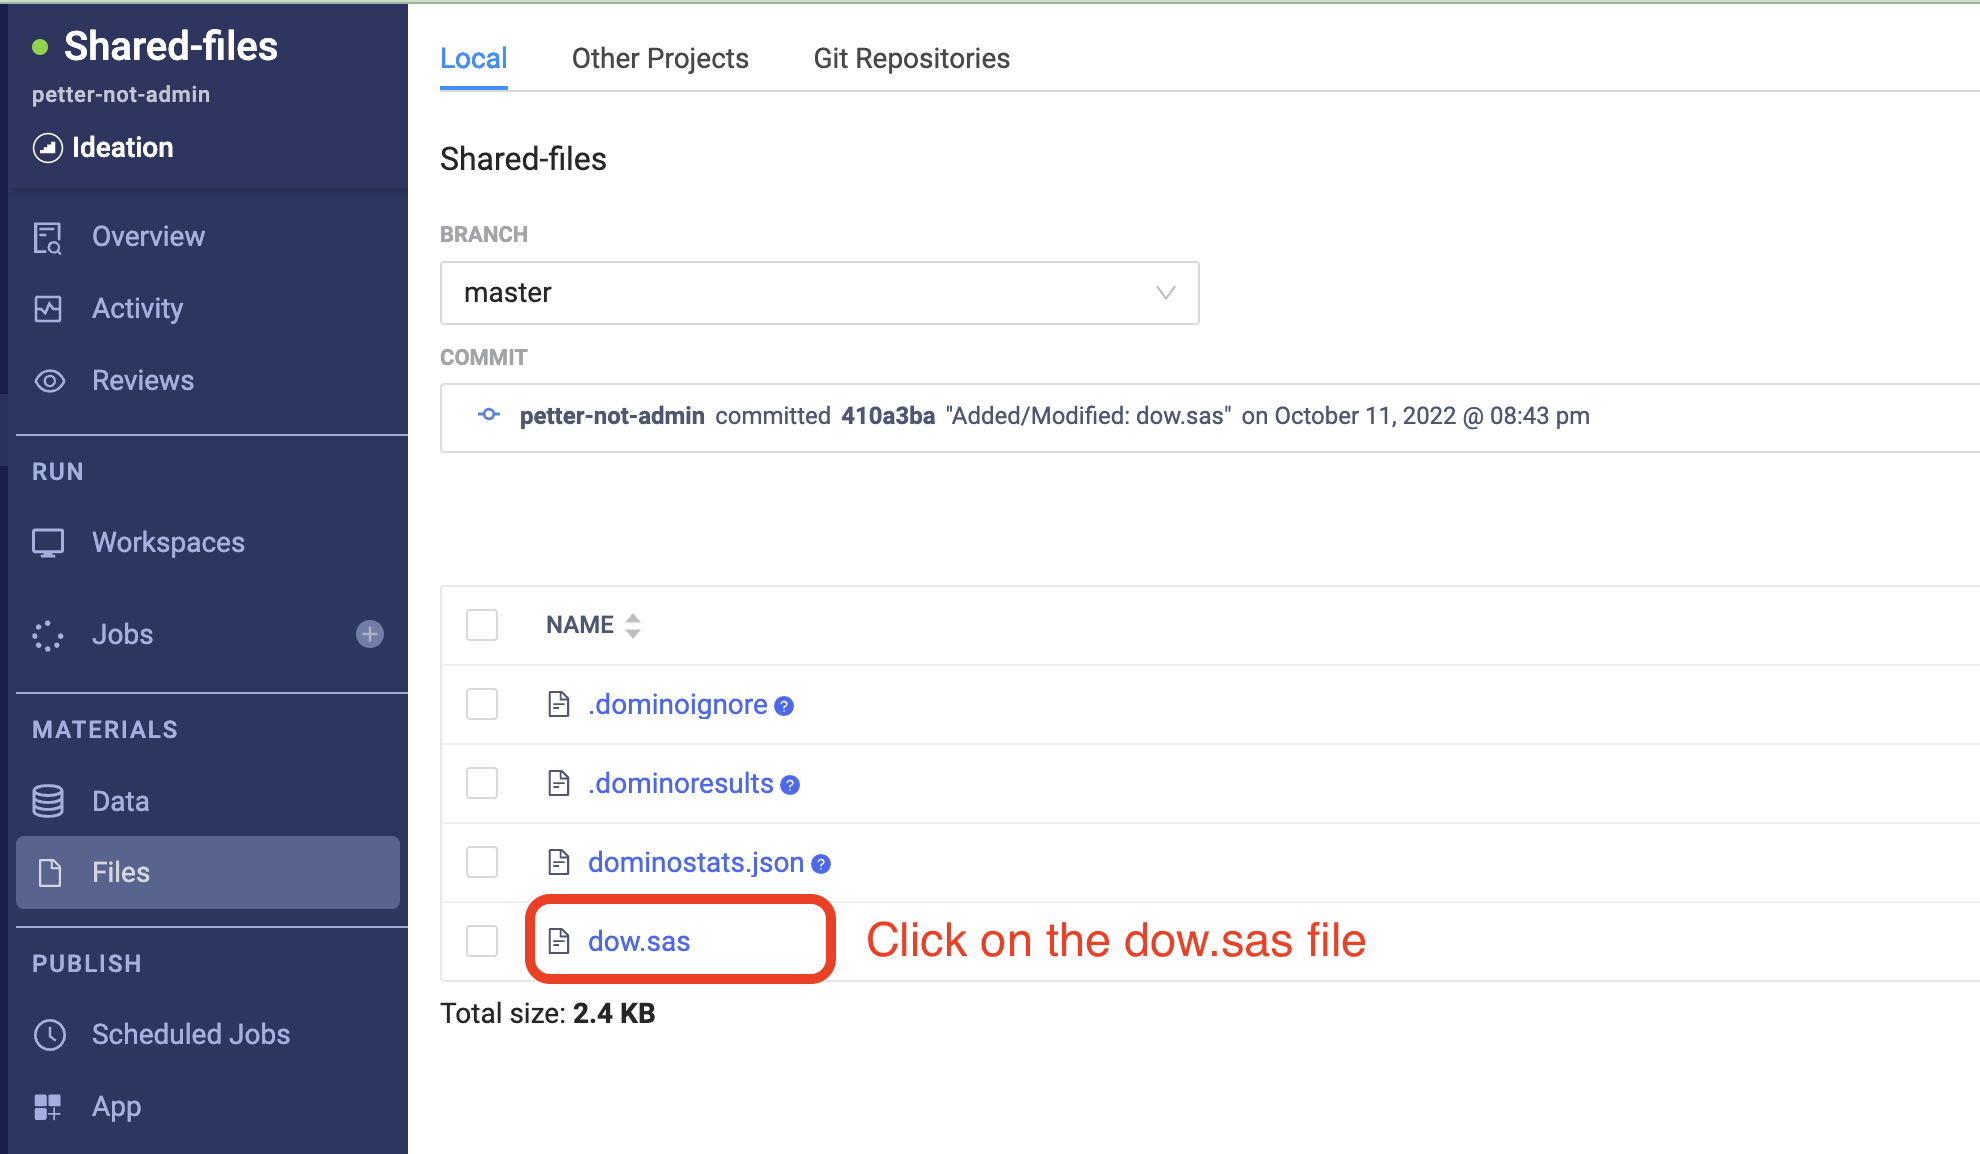 Shared-files
petter-not-admin
Ideation
Overview
Activity
Reviews
RUN
Workspaces
Jobs
MATERIALS
Data
Files
PUBLISH
Scheduled Jobs
App
Local Other Projects Git Repositories
Shared-files
BRANCH
master
COMMIT
petter-not-admin committed 410a3ba "Added/Modified: dow.sas" on October 11, 2022 @ 08:43 pm
NAME
.dominoignore ?
.dominoresults ?
dominostats.json ?
dow.sas Click on the dow.sas file
Total size: 2.4 KB